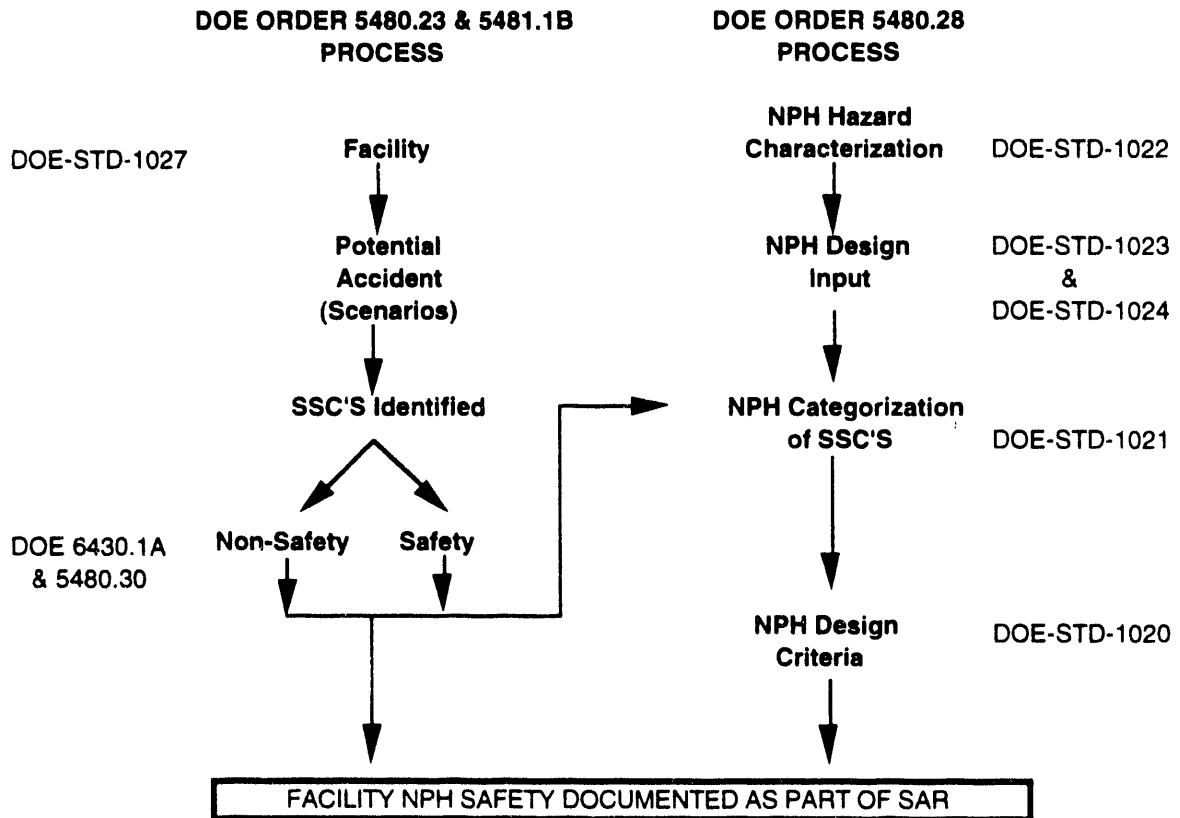 DOE ORDER 5480.23 & 5481.1B
PROCESS
DOE ORDER 5480.28
PROCESS
DOE-STD-1027
Facility
NPH Hazard
Characterization
DOE-STD-1022
Potential
Accident
(Scenarios)
NPH Design
Input
DOE-STD-1023
&
DOE-STD-1024
SSC'S Identified
NPH Categorization
of SSC'S
DOE-STD-1021
DOE 6430.1A
& 5480.30
Non-Safety
Safety
NPH Design
Criteria
DOE-STD-1020
FACILITY NPH SAFETY DOCUMENTED AS PART OF SAR